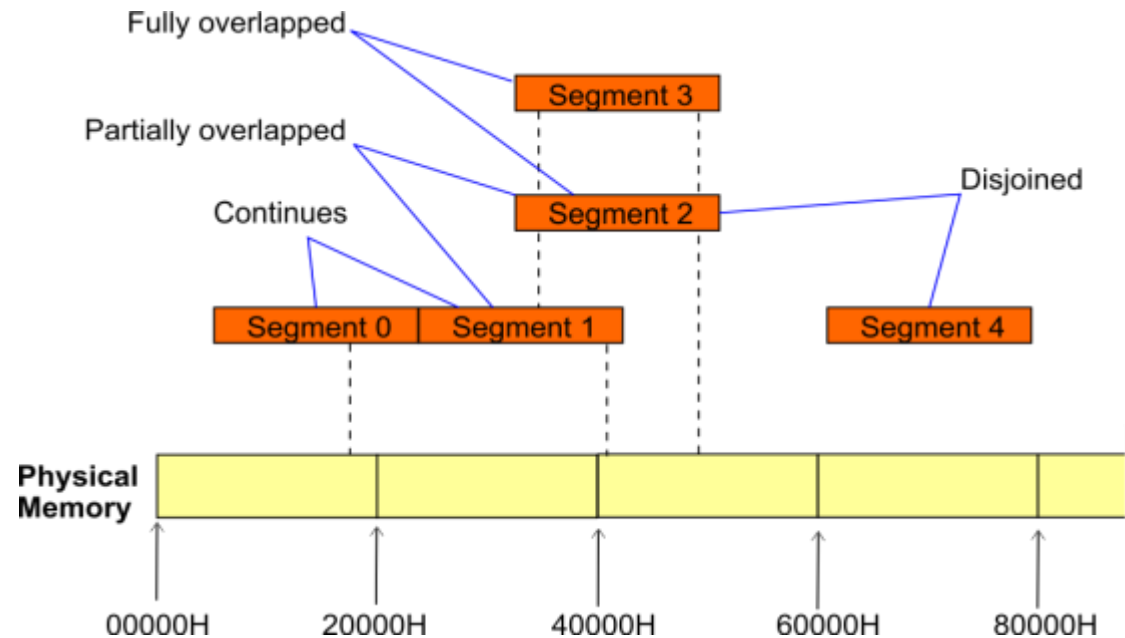 Fully overlapped
Segment 3
Partially overlapped
Segment 2
Disjoined
Continues
Segment 0
Segment 1
Segment 4
Physical
Memory
00000H
20000H
40000H
60000H
80000H